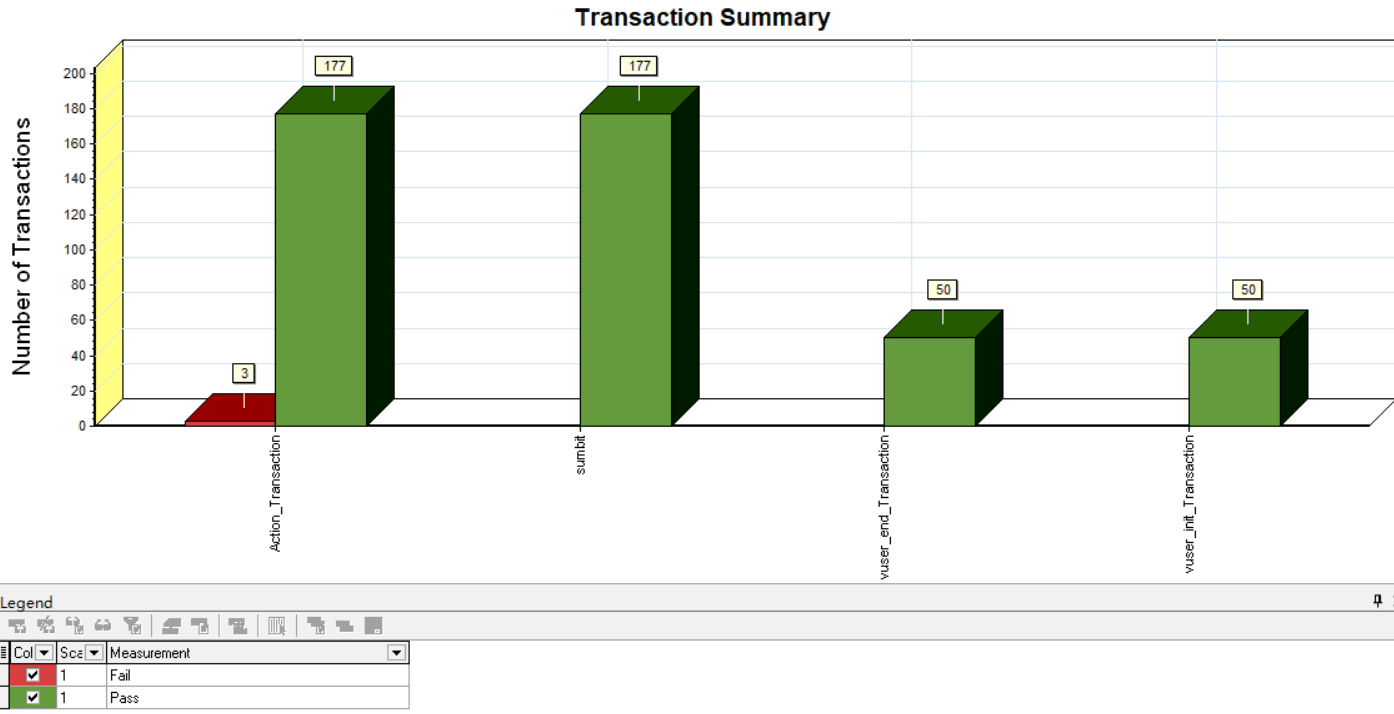 Transaction Summary
Number of Transactions
200
180
160
140
120
100
80
60
40
20
0
177
177
50
50
3
Action_Transaction
sumbit
vuser_end_Transaction
vuser_init_Transaction
Legend
Col Sca Measurement
1 Fail
1 Pass